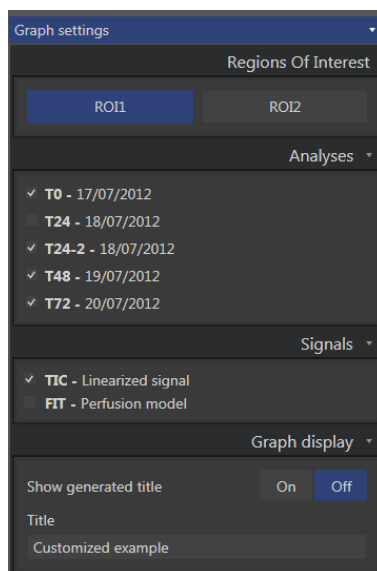 Graph settings
Regions Of Interest
ROI1 ROI2
Analyses
T0 - 17/07/2012
T24 - 18/07/2012
T24-2 - 18/07/2012
T48 - 19/07/2012
T72 - 20/07/2012
Signals
TIC - Linearized signal
FIT - Perfusion model
Graph display
Show generated title On Off
Title
Customized example